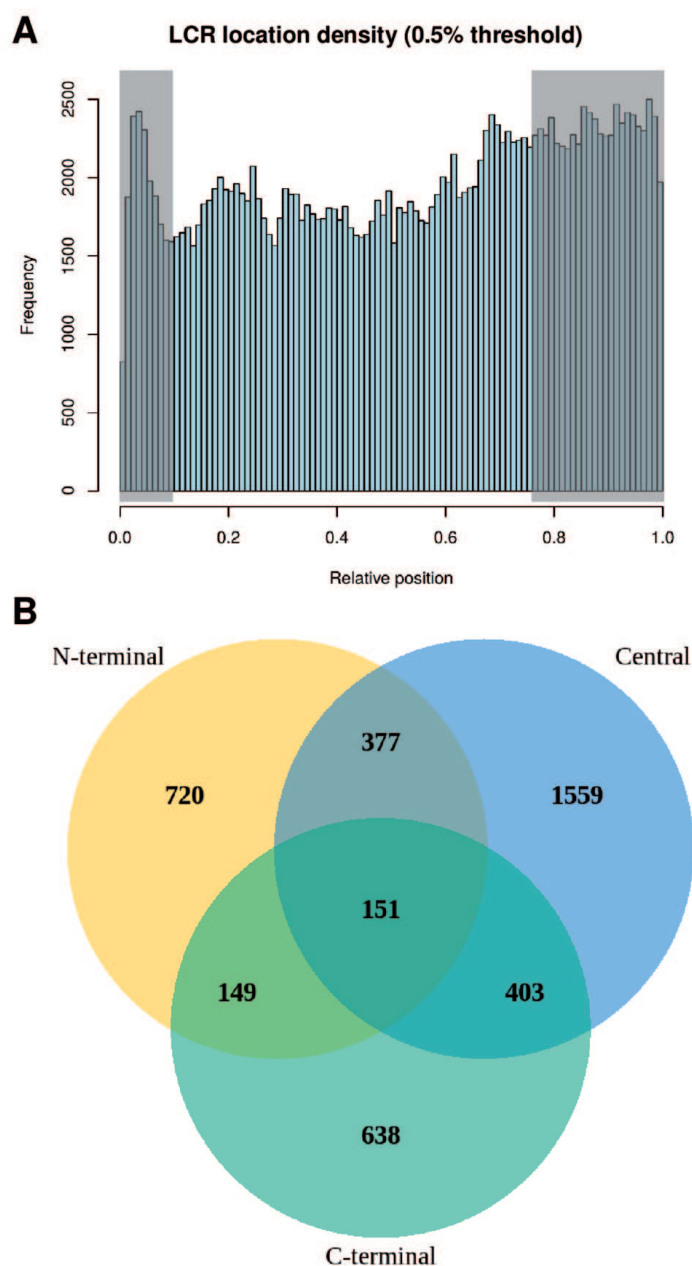 A
LCR location density (0.5% threshold)
2500
2000
1500
1000
500
0
Frequency
0.0 0.2 0.4 0.6 0.8 1.0
Relative position
B
N-terminal Central
377
720 1559
151
149 403
638
C-terminal